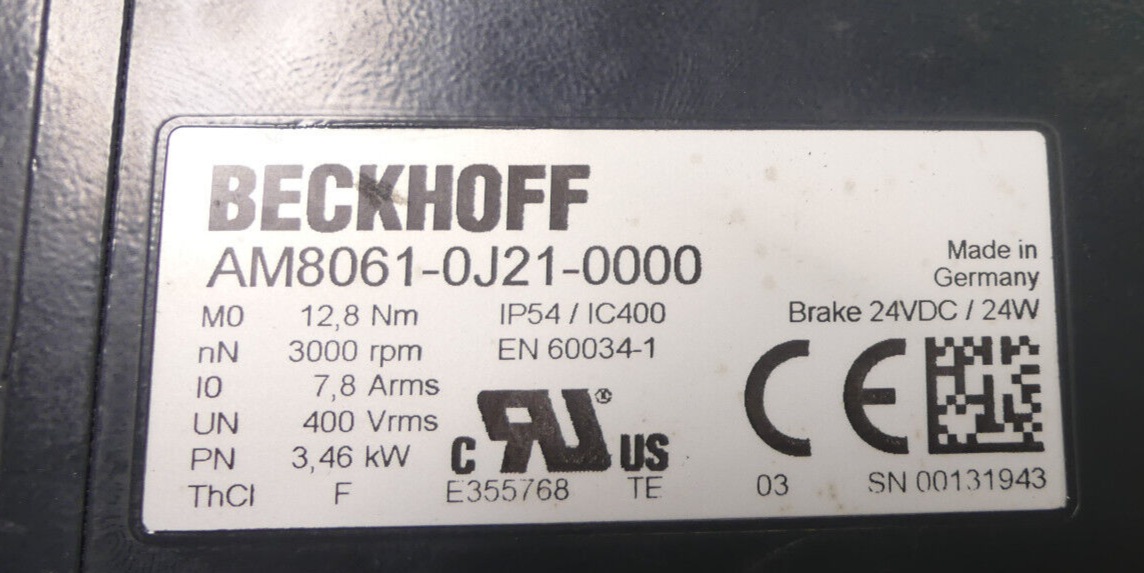 BECKHOFF
AM8061-0J21-0000
Made in
Germany
M0 12,8 Nm IP54 / IC400 Brake 24VDC / 24W
nN 3000 rpm EN 60034-1
I0 7,8 Arms
UN 400 Vrms
PN 3,46 kW
C RU ® US
CE
ThCl F E355768 TE 03 SN 00131943